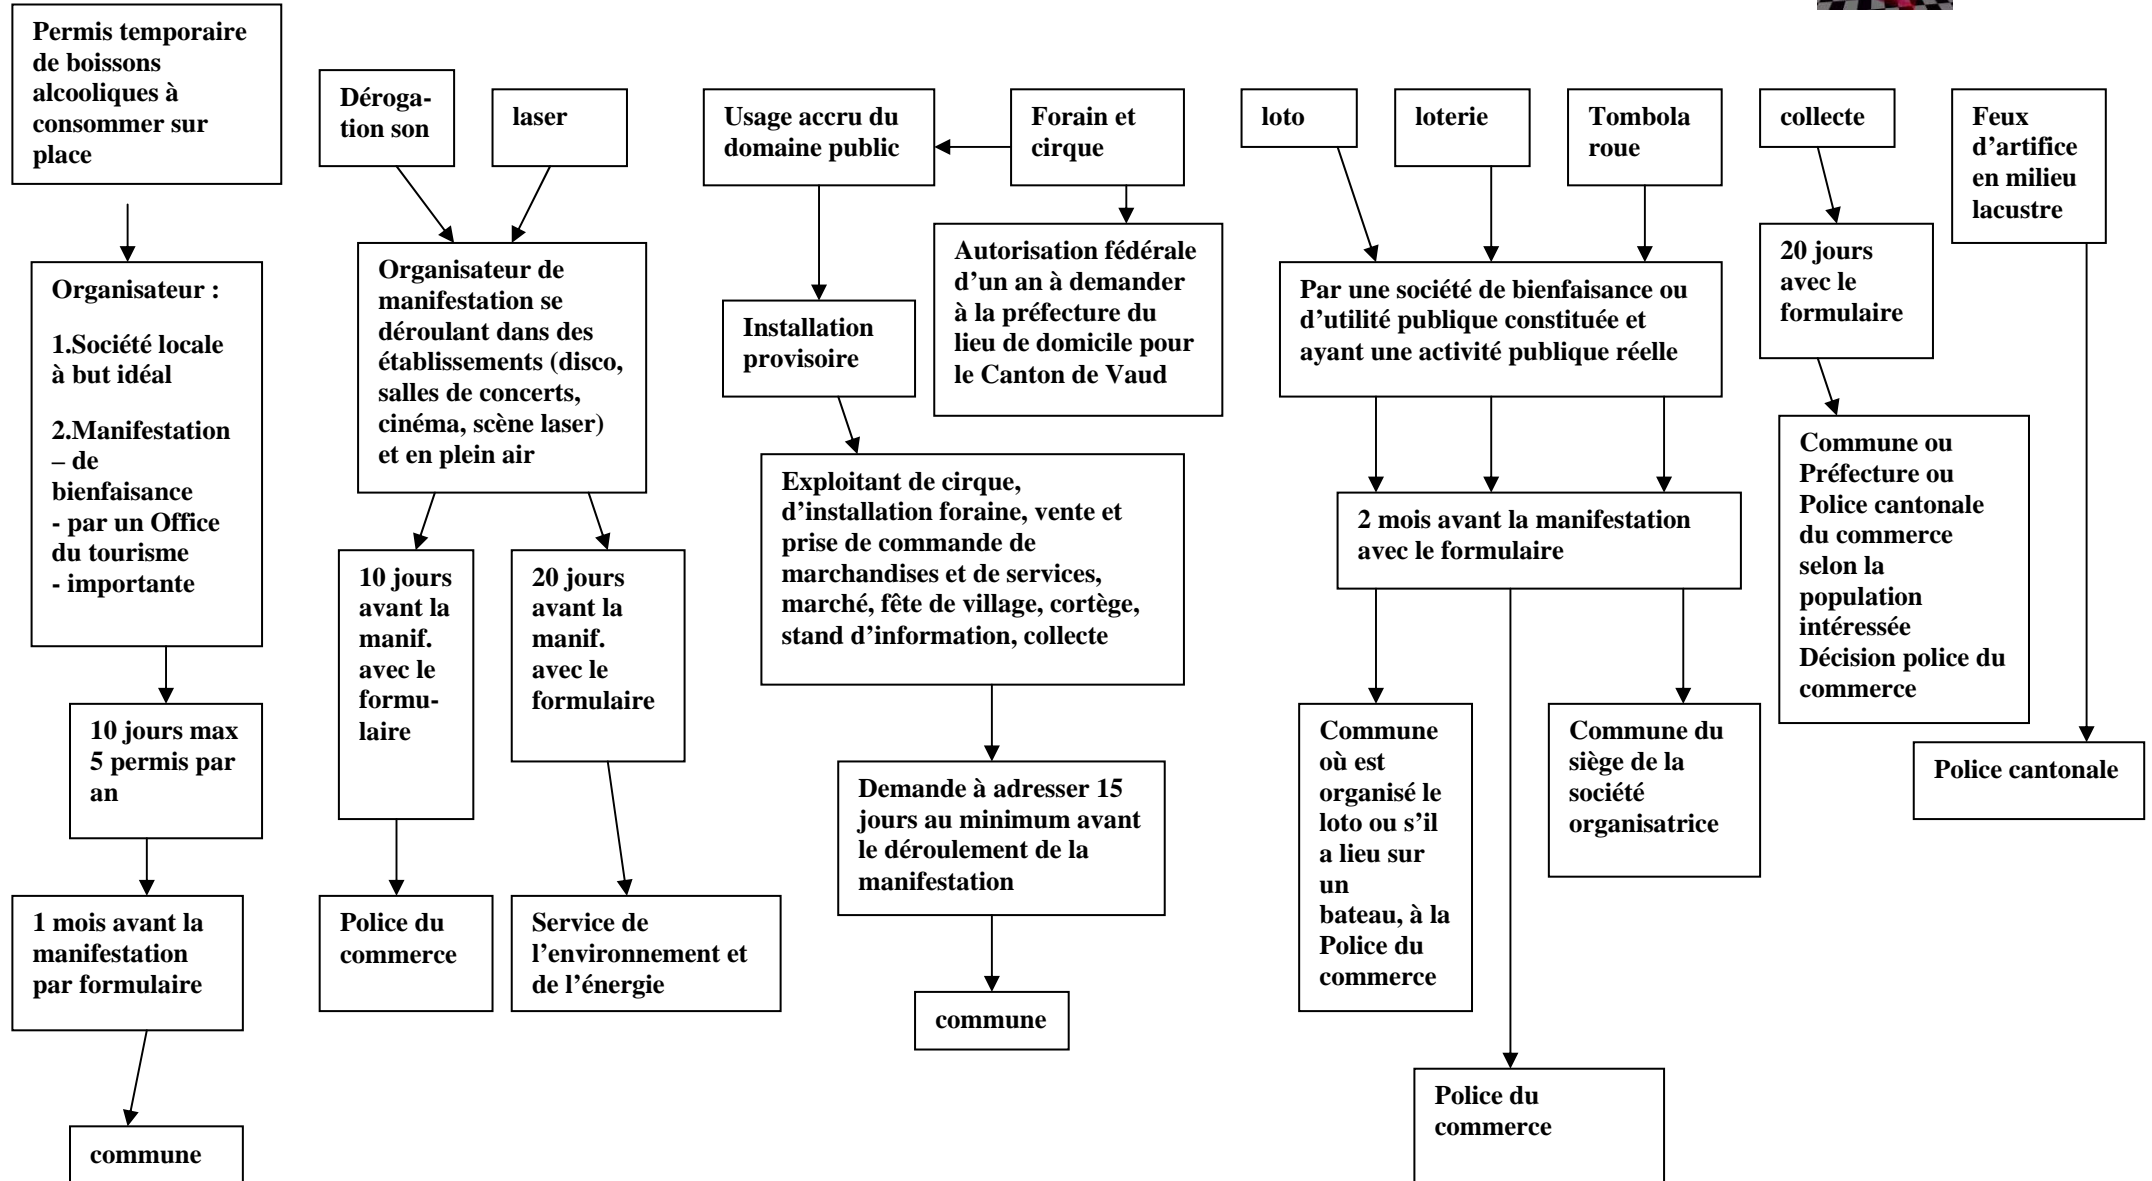 Permis temporaire
de boissons
alcooliques à
consommer sur
place
Organisateur :
1.Société locale
à but idéal
2.Manifestation
– de
bienfaisance
- par un Office
du tourisme
- importante
10 jours max
5 permis par
an
1 mois avant la
manifestation
par formulaire
commune
Déroga-
tion son
laser
Organisateur de
manifestation se
déroulant dans des
établissements (disco,
salles de concerts,
cinéma, scène laser)
et en plein air
10 jours
avant la
manif.
avec le
formu-
laire
20 jours
avant la
manif.
avec le
formulaire
Police du
commerce
Service de
l’environnement et
de l’énergie
Usage accru du
domaine public
Forain et
cirque
Autorisation fédérale
d’un an à demander
à la préfecture du
lieu de domicile pour
le Canton de Vaud
Installation
provisoire
Exploitant de cirque,
d’installation foraine, vente et
prise de commande de
marchandises et de services,
marché, fête de village, cortège,
stand d’information, collecte
Demande à adresser 15
jours au minimum avant
le déroulement de la
manifestation
commune
loto
loterie
Tombola
roue
Par une société de bienfaisance ou
d’utilité publique constituée et
ayant une activité publique réelle
2 mois avant la manifestation
avec le formulaire
Commune
où est
organisé le
loto ou s’il
a lieu sur
un
bateau, à la
Police du
commerce
Police du
commerce
Commune du
siège de la
société
organisatrice
collecte
20 jours
avec le
formulaire
Commune ou
Préfecture ou
Police cantonale
du commerce
selon la
population
intéressée
Décision police du
commerce
Feux
d’artifice
en milieu
lacustre
Police cantonale